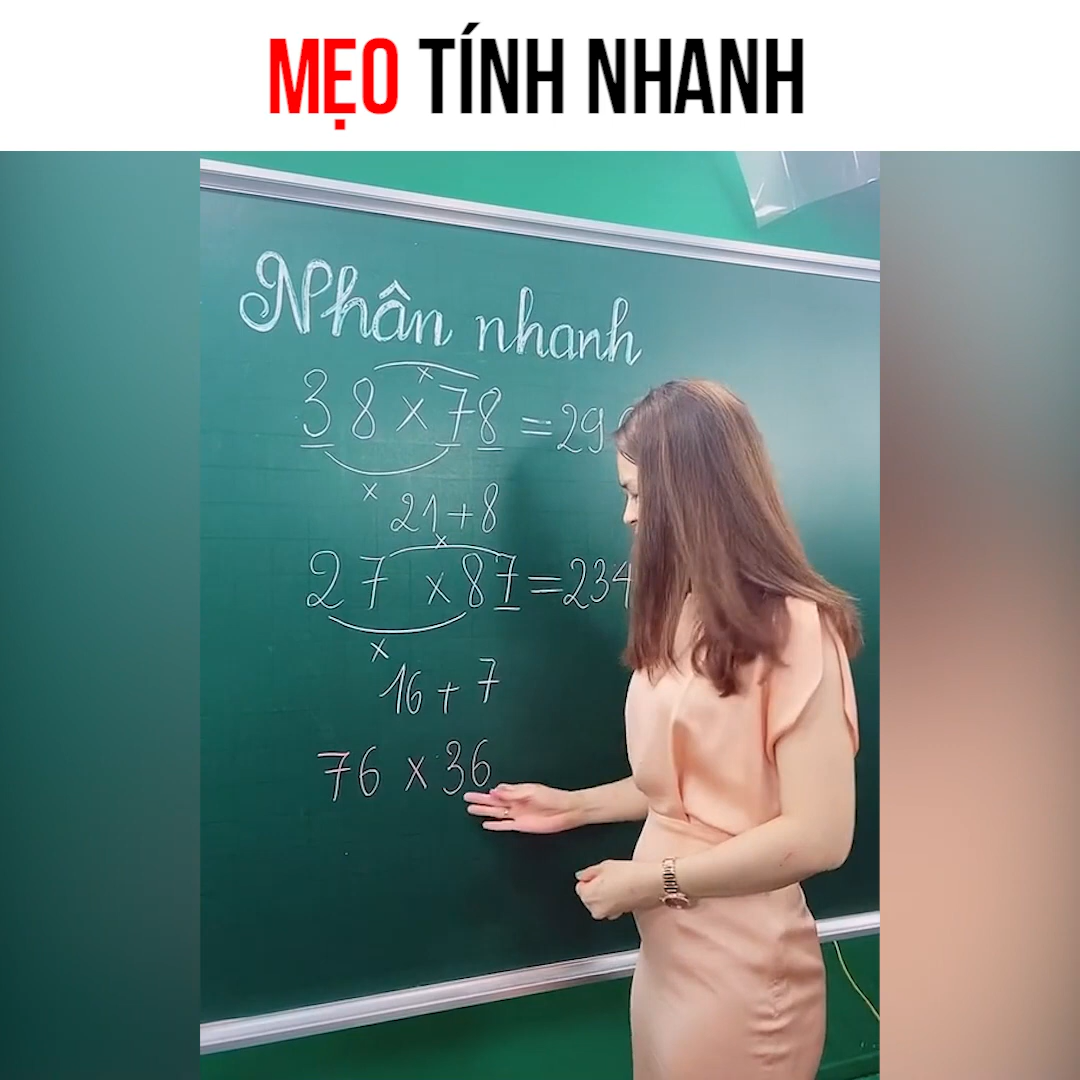 MẸO TÍNH NHANH
Nhân nhanh
x
38 x 78 = 29
x
21 + 8
x
27 x 87 = 234
x
16 + 7
76 x 36